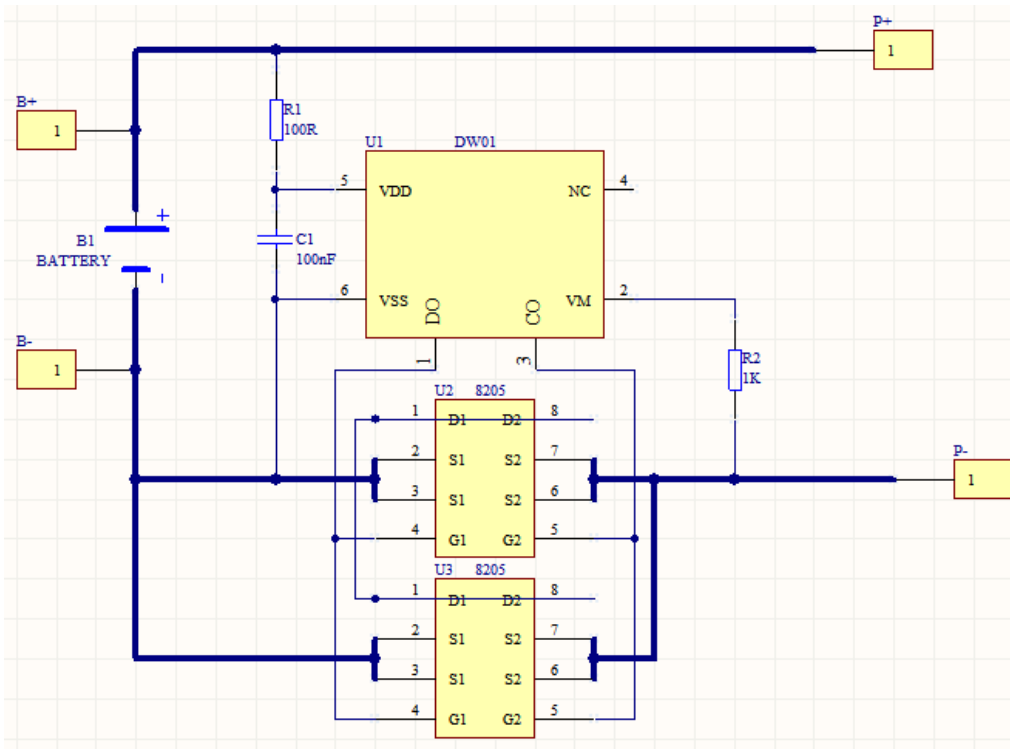 P+
1
B+
1
R1
100R
U1 DW01
5 VDD
NC 4
C1
100nF
+
B1
BATTERY
-
6 VSS
VM 2
DO
CO
1
3
B-
1
R2
1K
U2 8205
1 D1 D2 8
2 S1 S2 7
3 S1 S2 6
4 G1 G2 5
P-
1
U3 8205
1 D1 D2 8
2 S1 S2 7
3 S1 S2 6
4 G1 G2 5